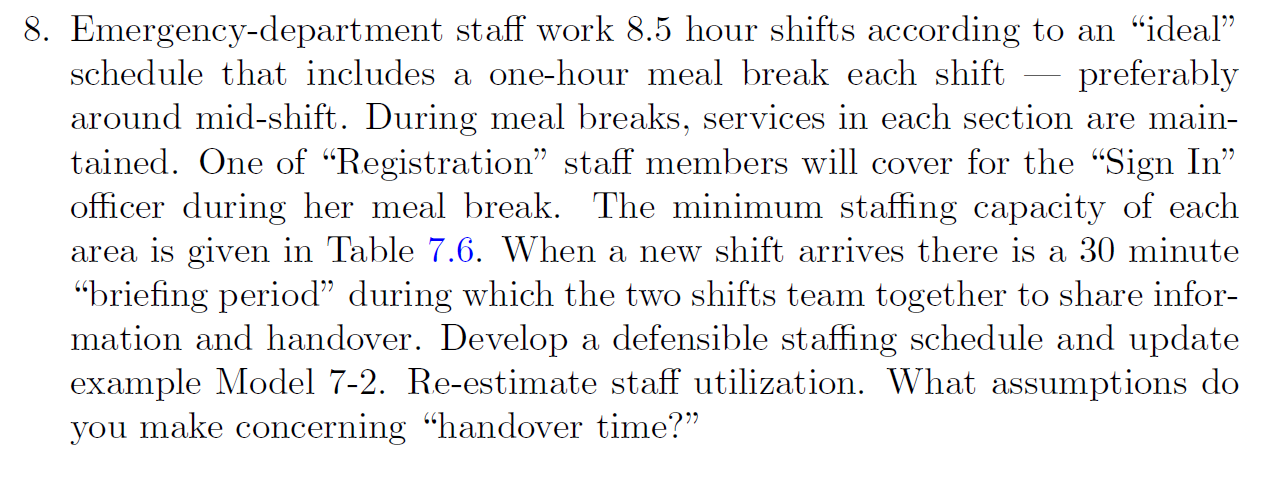 8. Emergency-department staff work 8.5 hour shifts according to an “ideal”
schedule that includes a one-hour meal break each shift — preferably
around mid-shift. During meal breaks, services in each section are main-
tained. One of “Registration” staff members will cover for the “Sign In”
officer during her meal break. The minimum staffing capacity of each
area is given in Table 7.6. When a new shift arrives there is a 30 minute
“briefing period” during which the two shifts team together to share infor-
mation and handover. Develop a defensible staffing schedule and update
example Model 7-2. Re-estimate staff utilization. What assumptions do
you make concerning “handover time?”